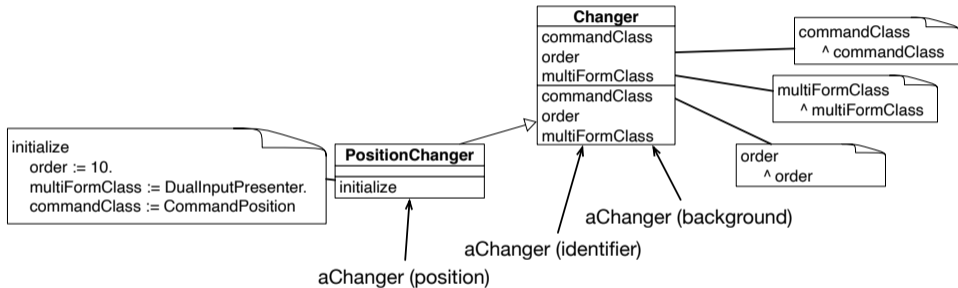 Changer
commandClass
order
multiFormClass
commandClass
order
multiFormClass
commandClass
^ commandClass
multiFormClass
^ multiFormClass
order
^ order
initialize
order := 10.
multiFormClass := DualInputPresenter.
commandClass := CommandPosition
PositionChanger
initialize
aChanger (background)
aChanger (identifier)
aChanger (position)